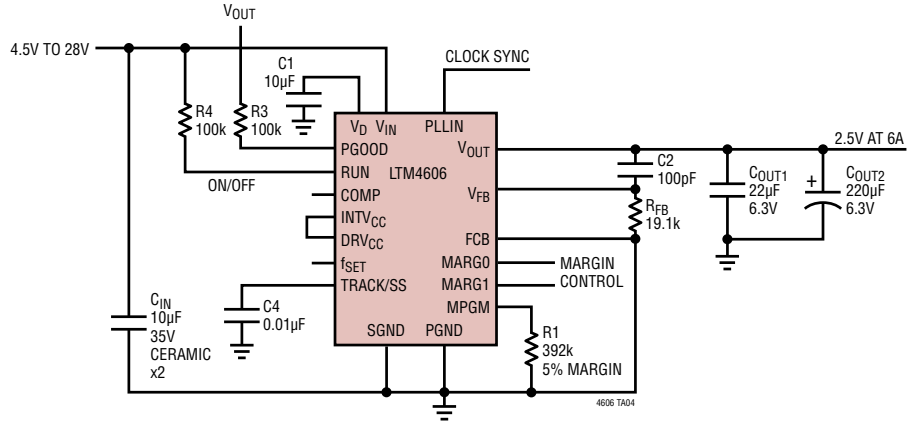 VOUT
4.5V TO 28V
C1
10µF
CLOCK SYNC
R4
100k
R3
100k
VD
VIN
PLLIN
PGOOD
VOUT
2.5V AT 6A
RUN
LTM4606
ON/OFF
C2
100pF
COUT1
22µF
6.3V
+
COUT2
220µF
6.3V
COMP
VFB
INTVCC
RFB
19.1k
DRVCC
FCB
fSET
MARG0
MARGIN
CONTROL
TRACK/SS
MARG1
MPGM
CIN
10µF
35V
CERAMIC
x2
C4
0.01µF
SGND
PGND
R1
392k
5% MARGIN
4606 TA04